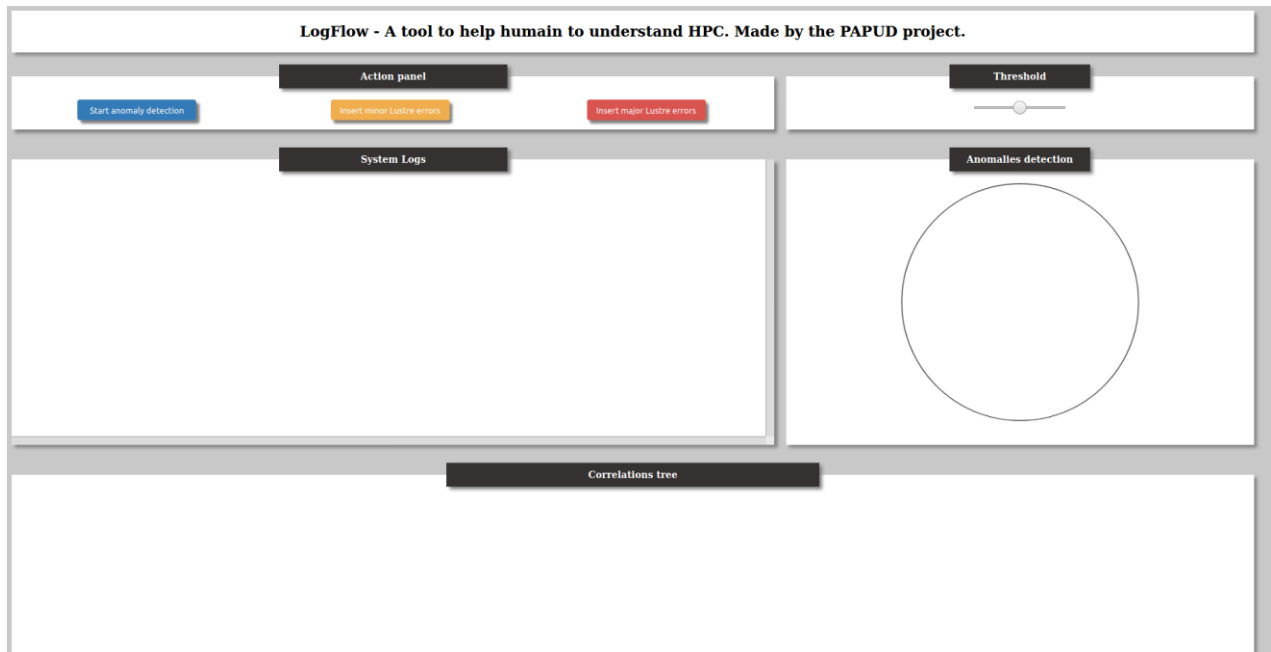 LogFlow - A tool to help humain to understand HPC. Made by the PAPUD project.
Action panel
Threshold
Start anomaly detection
Insert minor Lustre errors
Insert major Lustre errors
System Logs
Anomalies detection
Correlations tree